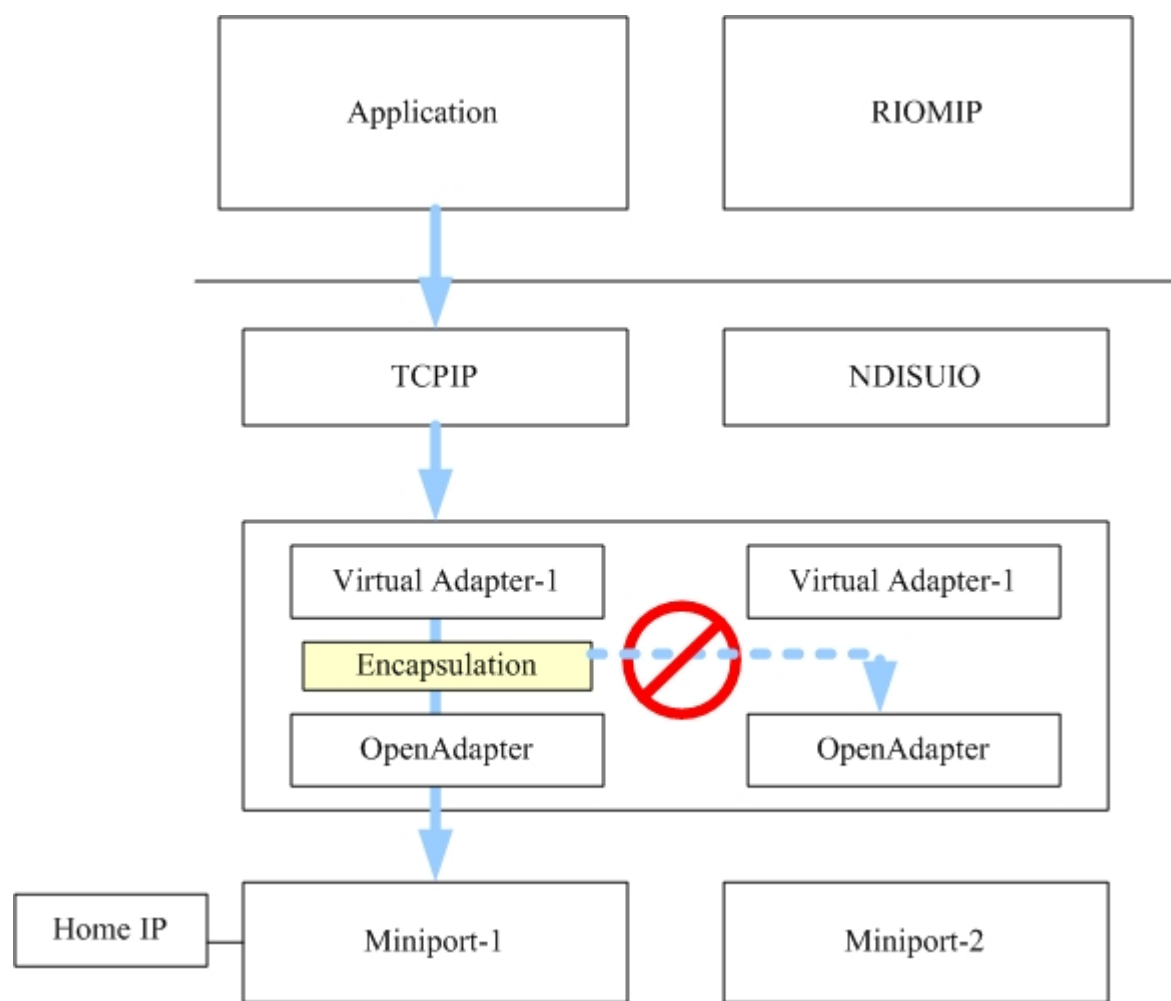 Application
RIOMIP
TCPIP
NDISUIO
Virtual Adapter-1
Virtual Adapter-1
Encapsulation
OpenAdapter
OpenAdapter
Home IP
Miniport-1
Miniport-2